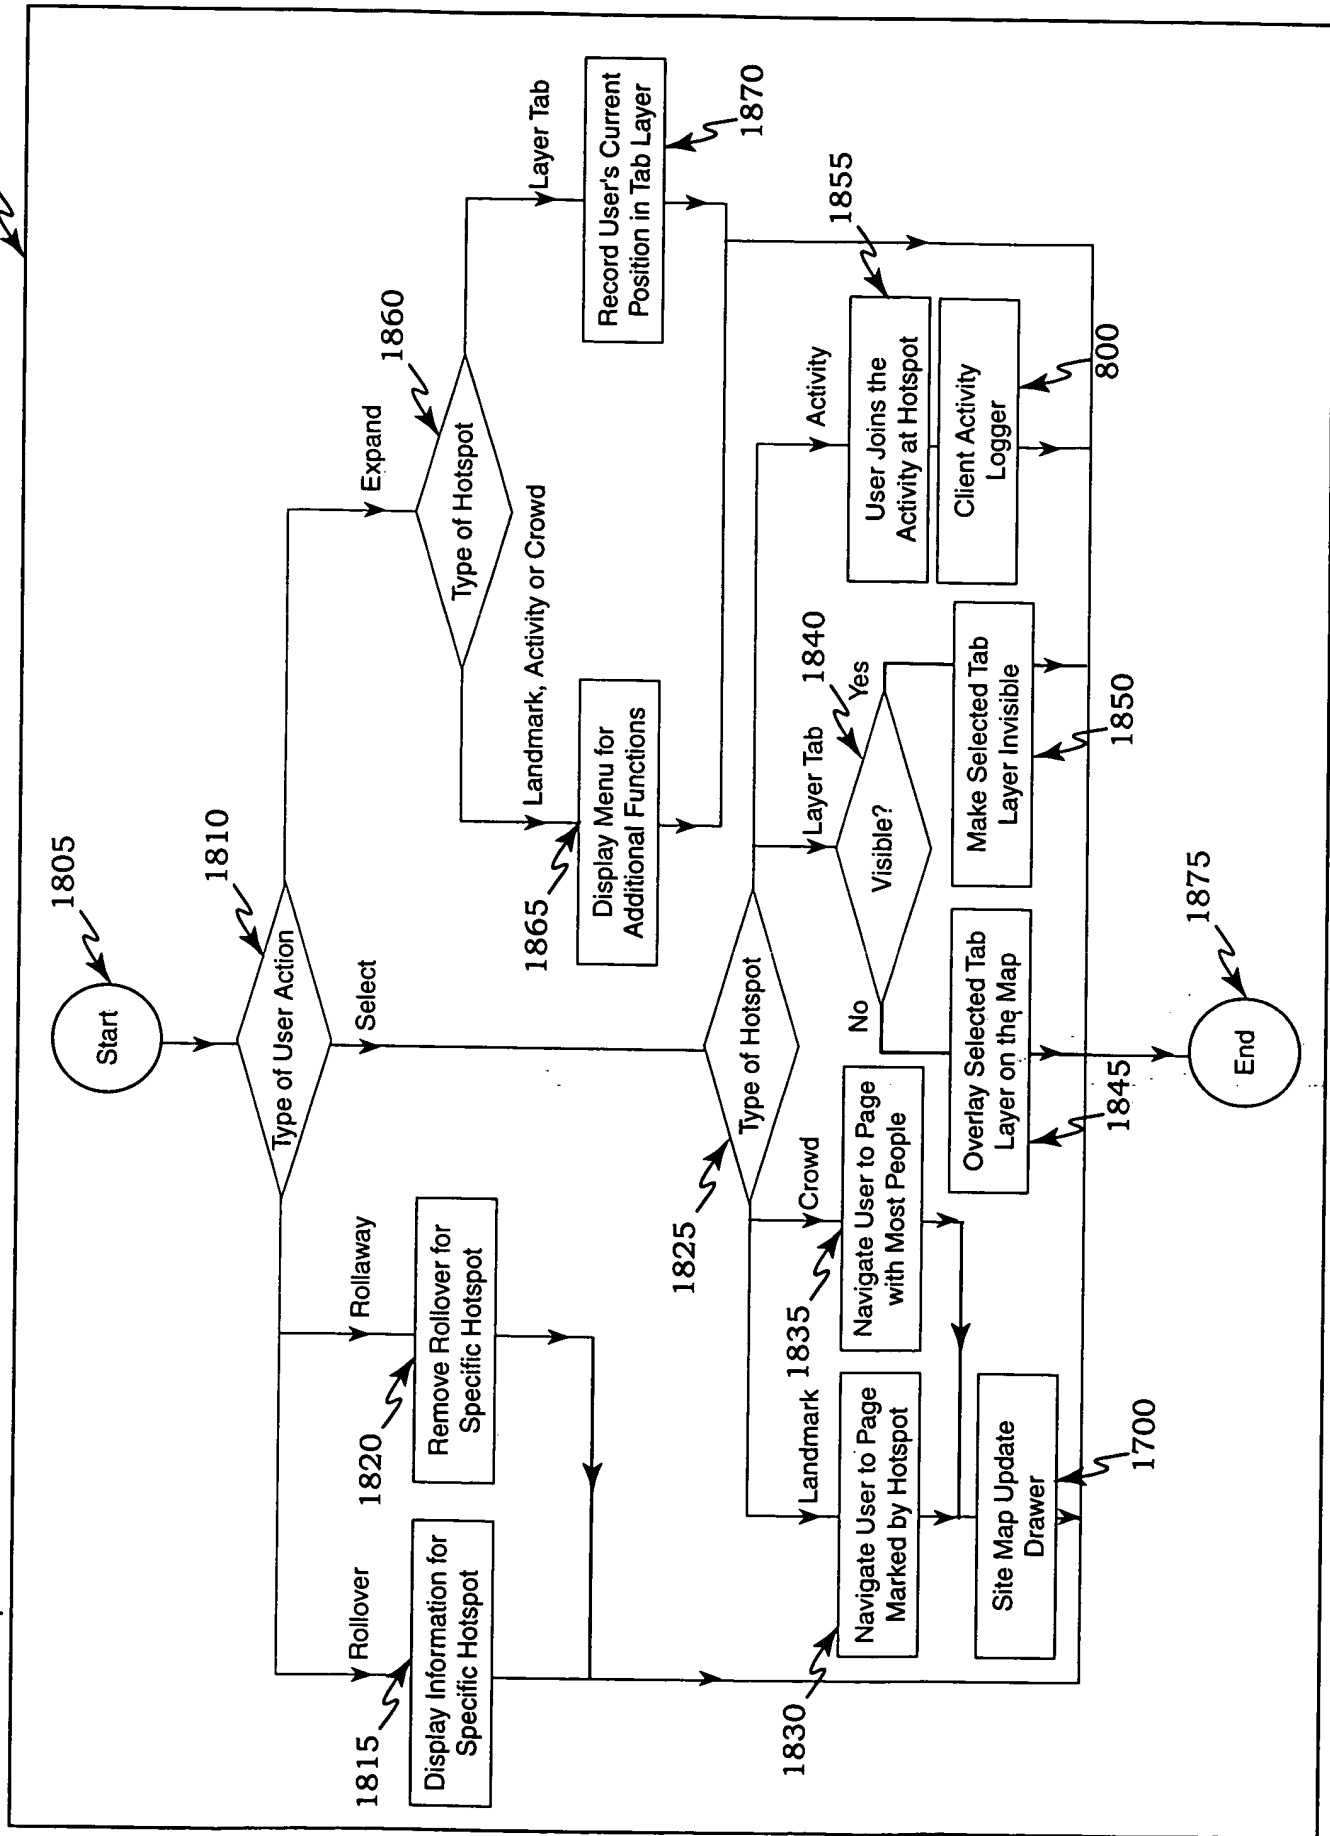 1805
Start
1810
Type of User Action
Rollover
Rollaway
Select
Expand
1815
Display Information for
Specific Hotspot
1820
Remove Rollover for
Specific Hotspot
1860
Type of Hotspot
Landmark, Activity or Crowd
Layer Tab
1865
Display Menu for
Additional Functions
Record User's Current
Position in Tab Layer
1870
1825
Type of Hotspot
Landmark
Crowd
Layer Tab
Activity
1830
Navigate User to Page
Marked by Hotspot
1835
Navigate User to Page
with Most People
1840
Visible?
No
Yes
1855
User Joins the
Activity at Hotspot
Site Map Update
Drawer
1700
Overlay Selected Tab
Layer on the Map
1845
Make Selected Tab
Layer Invisible
1850
Client Activity
Logger
800
1875
End